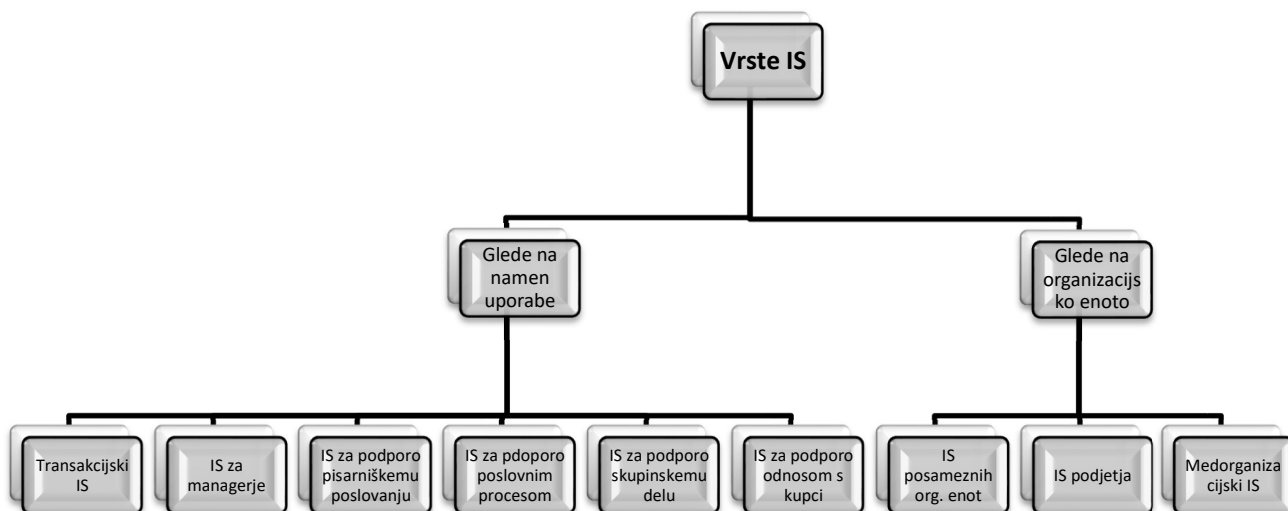 Vrste IS
Glede na
namen
uporabe
Glede na
organizacijs
ko enoto
Transakcijski
IS
IS za
managerje
IS za podporo
pisarniškemu
poslovanju
IS za pdoporo
poslovnim
procesom
IS za podporo
skupinskemu
delu
IS za podporo
odnosom s
kupci
IS
posameznih
org. enot
IS podjetja
Medorganiza
cijski IS